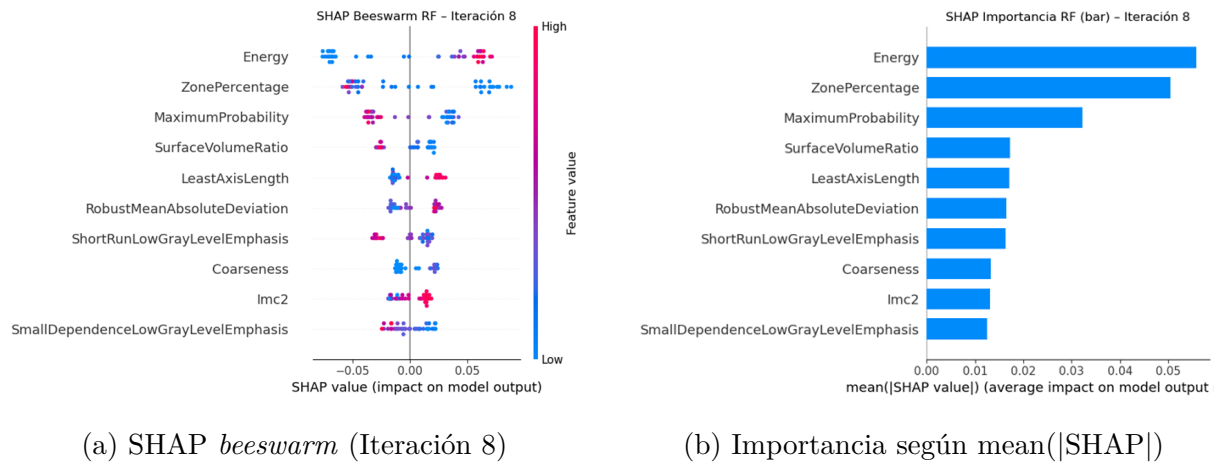 SHAP Beeswarm RF – Iteración 8
High
Energy
ZonePercentage
MaximumProbability
SurfaceVolumeRatio
LeastAxisLength
RobustMeanAbsoluteDeviation
ShortRunLowGrayLevelEmphasis
Coarseness
Imc2
SmallDependenceLowGrayLevelEmphasis
Feature value
Low
−0.05 0.00 0.05
SHAP value (impact on model output)
SHAP Importancia RF (bar) – Iteración 8
Energy
ZonePercentage
MaximumProbability
SurfaceVolumeRatio
LeastAxisLength
RobustMeanAbsoluteDeviation
ShortRunLowGrayLevelEmphasis
Coarseness
Imc2
SmallDependenceLowGrayLevelEmphasis
0.00 0.01 0.02 0.03 0.04 0.05
mean(|SHAP value|) (average impact on model output
(a) SHAP beeswarm (Iteración 8)
(b) Importancia según mean(|SHAP|)